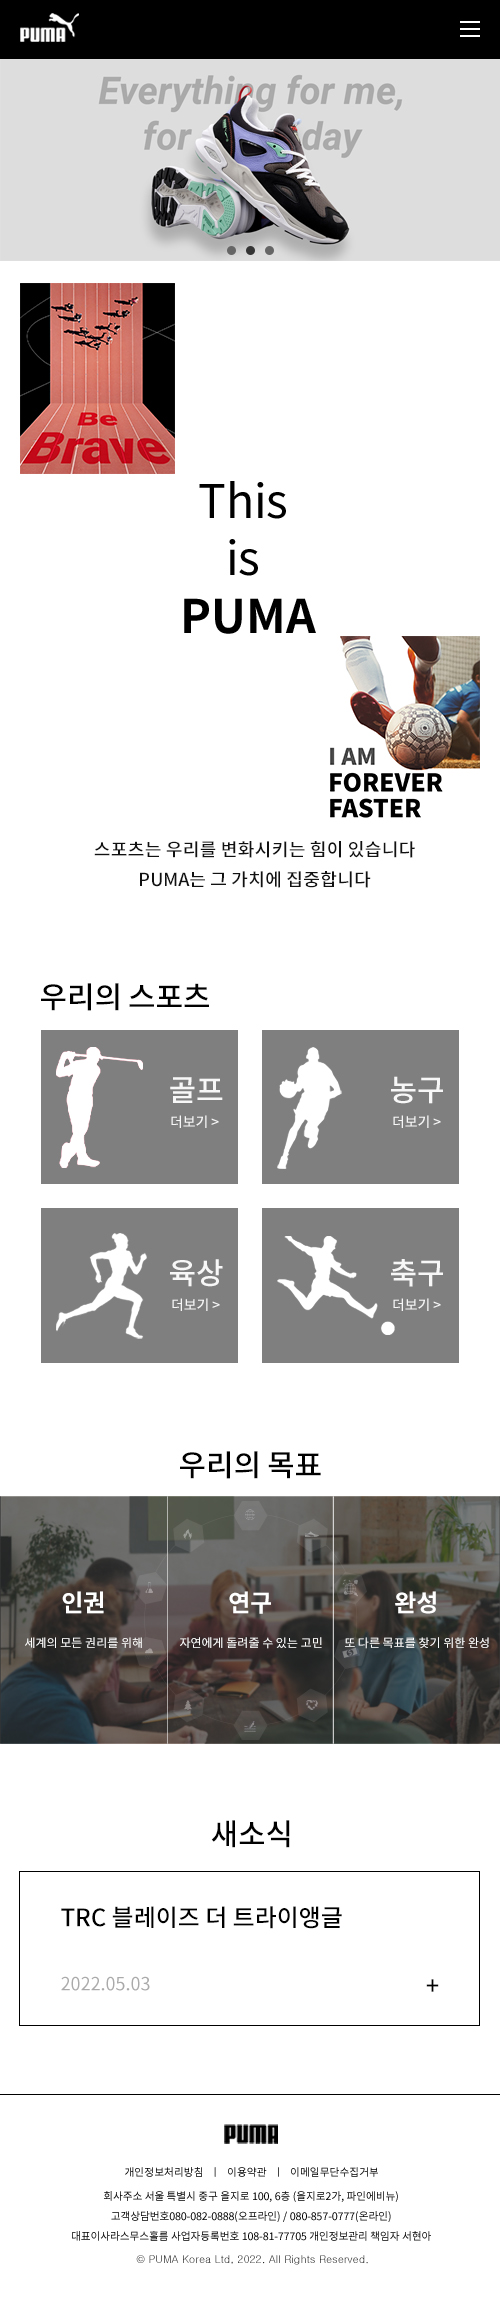 PUMA
Everything for me,
for day
Be
Brave
This
is
PUMA
I AM
FOREVER
FASTER
스포츠는 우리를 변화시키는 힘이 있습니다
PUMA는 그 가치에 집중합니다
우리의 스포츠
골프
더보기 >
농구
더보기 >
육상
더보기 >
축구
더보기 >
우리의 목표
인권
세계의 모든 권리를 위해
연구
자연에게 돌려줄 수 있는 고민
완성
또 다른 목표를 찾기 위한 완성
새소식
TRC 블레이즈 더 트라이앵글
2022.05.03
+
PUMA
개인정보처리방침 | 이용약관 | 이메일무단수집거부
회사주소 서울 특별시 중구 을지로 100, 6층 (을지로2가, 파인에비뉴)
고객상담번호080-082-0888(오프라인) / 080-857-0777(온라인)
대표이사라스무스홀름 사업자등록번호 108-81-77705 개인정보관리 책임자 서현아
© PUMA Korea Ltd, 2022. All Rights Reserved.